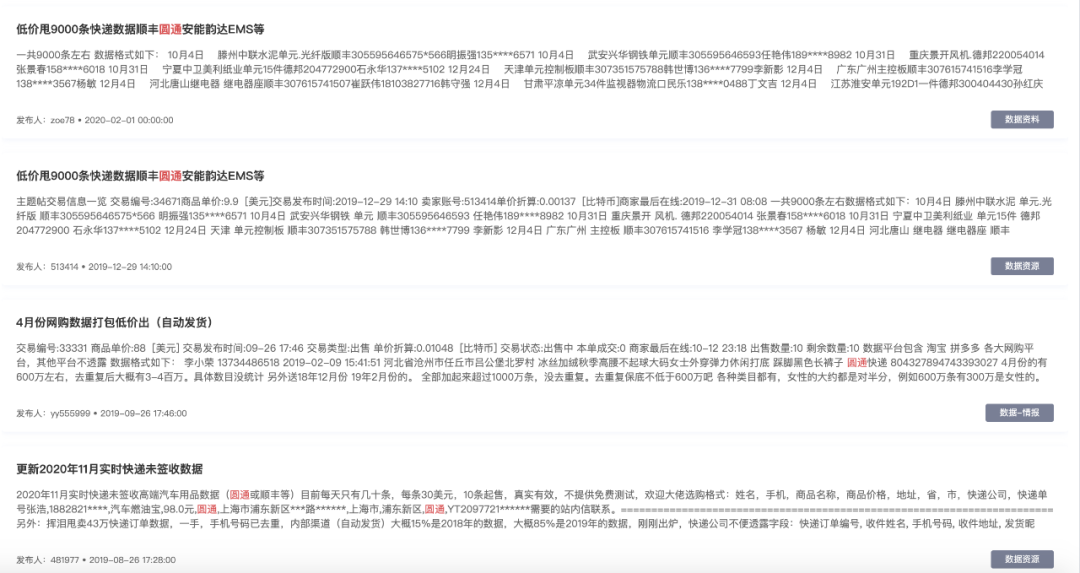 低价甩9000条快递数据顺丰圆通安能韵达EMS等
一共9000条左右 数据格式如下： 10月4日 滕州中联水泥单元.光纤版顺丰305595646575*566明振强135****6571 10月4日 武安兴华钢铁单元顺丰305595646593任艳伟189****8982 10月31日 重庆景开风机.德邦220054014
张景春158****6018 10月31日 宁夏中卫美利纸业单元15件德邦204772900石永华137****5102 12月24日 天津单元控制板顺丰307351575788韩世博136****7799李新影 12月4日 广东广州主控板顺丰307615741516李学冠
138****3567杨敏 12月4日 河北唐山继电器 继电器座顺丰307615741507崔跃伟18103827716韩守强 12月4日 甘肃平凉单元34件监视器物流口民乐138****0488丁文吉 12月4日 江苏淮安单元192D1一件德邦300404430孙红庆
发布人：zoe78 • 2020-02-01 00:00:00
数据资料
低价甩9000条快递数据顺丰圆通安能韵达EMS等
主题帖交易信息一览 交易编号:34671商品单价:9.9 [美元]交易发布时间:2019-12-29 14:10 卖家账号:513414单价折算:0.00137 [比特币]商家最后在线:2019-12-31 08:08 一共9000条左右数据格式如下：10月4日 滕州中联水泥 单元.光
纤版 顺丰305595646575*566 明振强135****6571 10月4日 武安兴华钢铁 单元 顺丰305595646593 任艳伟189****8982 10月31日 重庆景开 风机. 德邦220054014 张景春158****6018 10月31日 宁夏中卫美利纸业 单元15件 德邦
204772900 石永华137****5102 12月24日 天津 单元控制板 顺丰307351575788 韩世博136****7799 李新影 12月4日 广东广州 主控板 顺丰307615741516 李学冠138****3567 杨敏 12月4日 河北唐山 继电器 继电器座 顺丰
发布人：513414 • 2019-12-29 14:10:00
数据资源
4月份网购数据打包低价出（自动发货）
交易编号:33331 商品单价:88 [美元] 交易发布时间:09-26 17:46 交易类型:出售 单价折算:0.01048 [比特币] 交易状态:出售中 本单成交:0 商家最后在线:10-12 23:18 出售数量:10 剩余数量:10 数据平台包含 淘宝 拼多多 各大网购平
台，其他平台不透露 数据格式如下： 李小荣 13734486518 2019-02-09 15:41:51 河北省沧州市任丘市吕公堡北罗村 冰丝加绒秋季高腰不起球大码女士外穿弹力休闲打底 踩脚黑色长裤子 圆通快递 804327894743393027 4月份的有
600万左右，去重复后大概有3-4百万。具体数目没统计 另外送18年12月份 19年2月份的。 全部加起来超过1000万条，没去重复。去重复保底不低于600万吧 各种类目都有，女性的大约都是对半分，例如600万条有300万是女性的。
发布人：yy555999 • 2019-09-26 17:46:00
数据-情报
更新2020年11月实时快递未签收数据
2020年11月实时快递未签收高端汽车用品数据（圆通或顺丰等）目前每天只有几十条，每条30美元，10条起售，真实有效，不提供免费测试，欢迎大佬选购格式：姓名，手机，商品名称，商品价格，地址，省，市，快递公司，快递单
号张浩,1882821****,汽车燃油宝,98.0元,圆通,上海市浦东新区***路******,上海市,浦东新区,圆通,YT2097721******需要的站内信联系。==================================================================
另外：挥泪甩卖43万快递订单数据，一手，手机号码已去重，内部渠道（自动发货）大概15%是2018年的数据，大概85%是2019年的数据，刚刚出炉，快递公司不便透露字段：快递订单编号, 收件姓名, 手机号码, 收件地址, 发货昵
发布人：481977 • 2019-08-26 17:28:00
数据资源